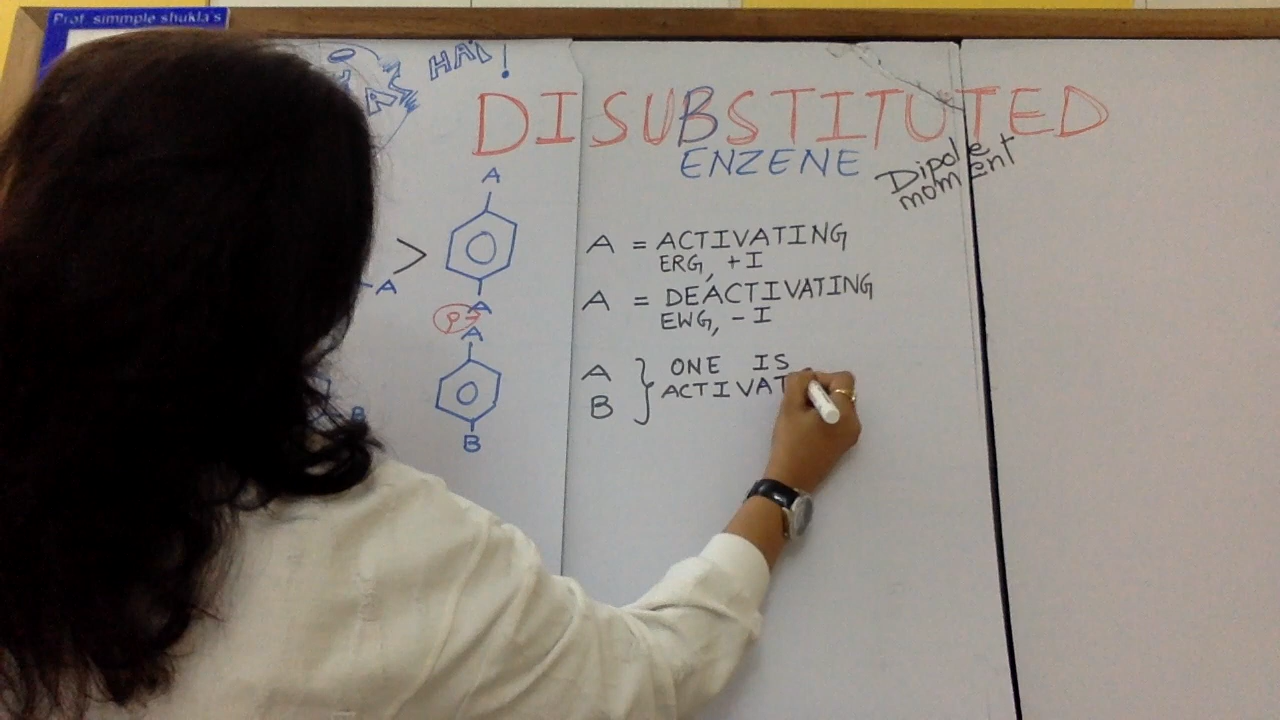 Prof. simmple shukla's
HAI !
DISUBSTITUTED
ENZENE
Dipole
moment
A
>
A
A
A = ACTIVATING
ERG, +I
A = DEACTIVATING
EWG, -I
A
B
B
A } ONE IS
B ACTIVAT